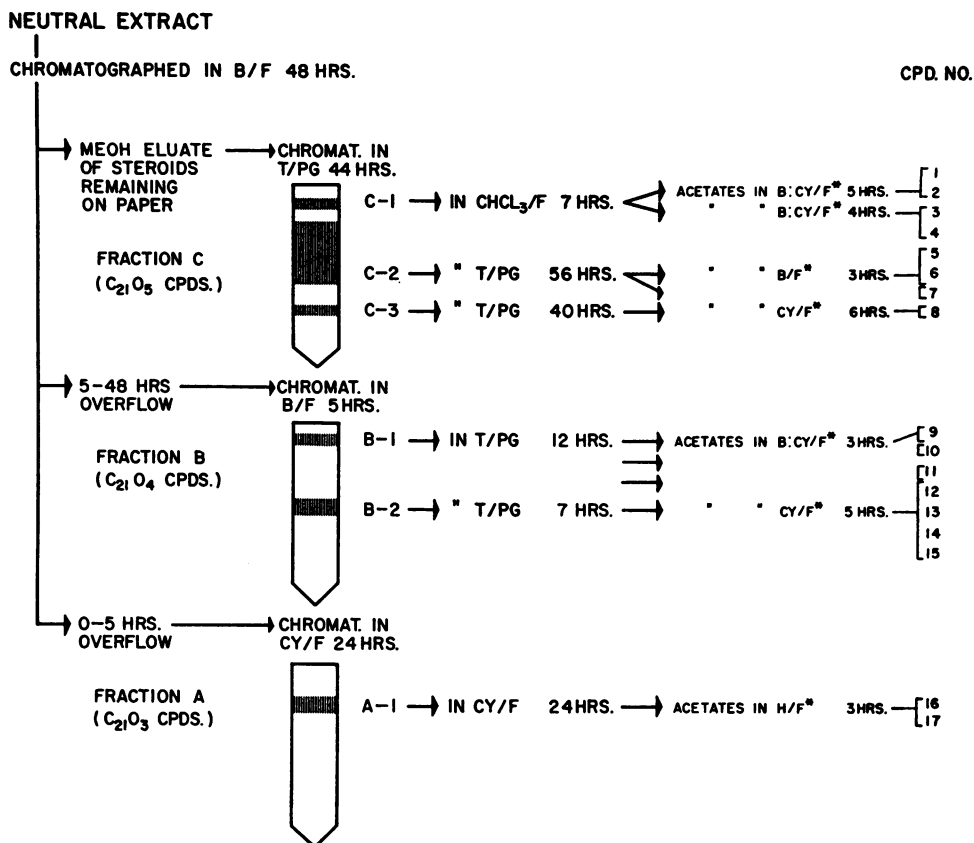 NEUTRAL EXTRACT
CHROMATOGRAPHED IN B/F 48 HRS.
CPD. NO.
MEOH ELUATE
OF STEROIDS
REMAINING
ON PAPER
CHROMAT. IN
T/PG 44 HRS.
FRACTION C
(C21O5 CPDS.)
C-1 IN CHCL3/F 7 HRS. ACETATES IN B:CY/F* 5 HRS. 1
2
" " B:CY/F* 4 HRS. 3
4
C-2 " T/PG 56 HRS. " " B/F* 3 HRS. 5
6
7
C-3 " T/PG 40 HRS. " " CY/F* 6 HRS. 8
5-48 HRS
OVERFLOW
CHROMAT. IN
B/F 5 HRS.
FRACTION B
(C21O4 CPDS.)
B-1 IN T/PG 12 HRS. ACETATES IN B:CY/F* 3 HRS. 9
10
11
12
B-2 " T/PG 7 HRS. " " CY/F* 5 HRS. 13
14
15
0-5 HRS.
OVERFLOW
CHROMAT. IN
CY/F 24 HRS.
FRACTION A
(C21O3 CPDS.)
A-1 IN CY/F 24 HRS. ACETATES IN H/F* 3 HRS. 16
17